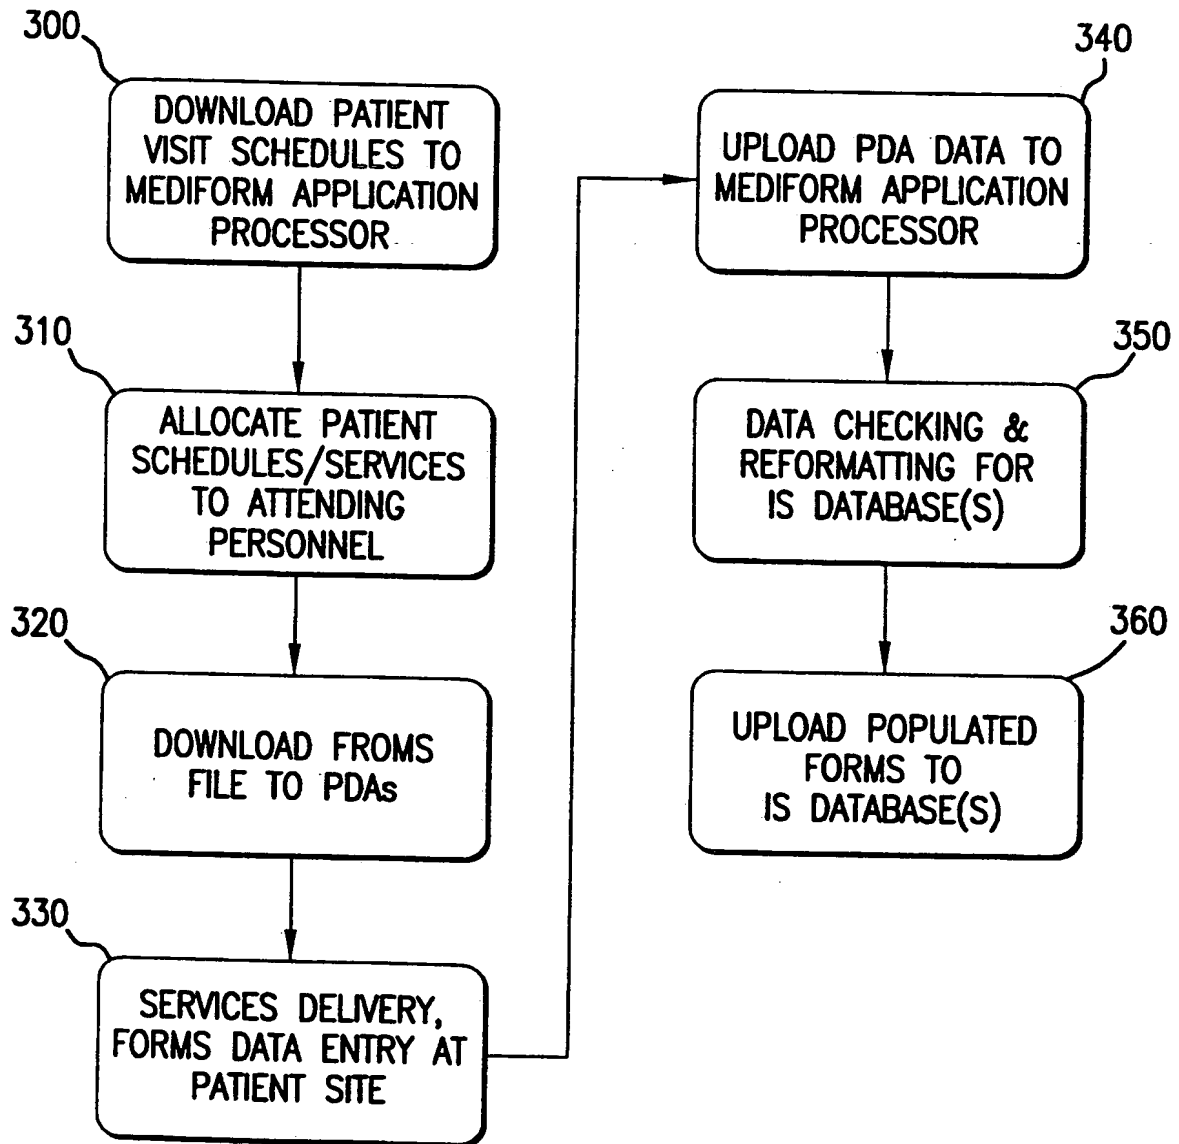 300
DOWNLOAD PATIENT
VISIT SCHEDULES TO
MEDIFORM APPLICATION
PROCESSOR
310
ALLOCATE PATIENT
SCHEDULES/SERVICES
TO ATTENDING
PERSONNEL
320
DOWNLOAD FROMS
FILE TO PDAs
330
SERVICES DELIVERY,
FORMS DATA ENTRY AT
PATIENT SITE
340
UPLOAD PDA DATA TO
MEDIFORM APPLICATION
PROCESSOR
350
DATA CHECKING &
REFORMATTING FOR
IS DATABASE(S)
360
UPLOAD POPULATED
FORMS TO
IS DATABASE(S)